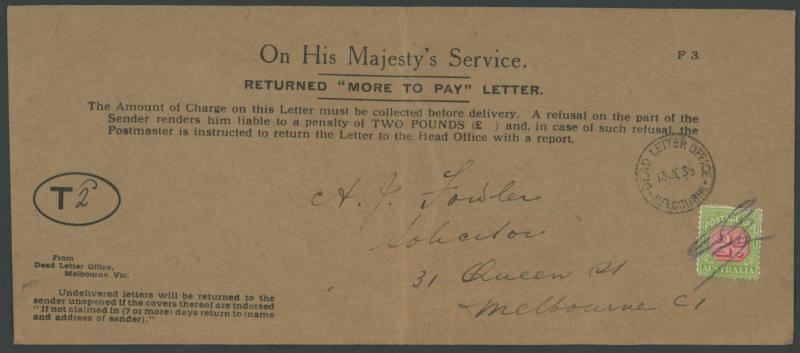 On His Majesty's Service.
F 3.
RETURNED "MORE TO PAY" LETTER.
The Amount of Charge on this Letter must be collected before delivery. A refusal on the part of the
Sender renders him liable to a penalty of TWO POUNDS (£ ) and, in case of such refusal, the
Postmaster is instructed to return the Letter to the Head Office with a report.
DEAD LETTER OFFICE
MELBOURNE
T 2
A. J. Fowler
Solicitor
31 Queen St
Melbourne C1
POSTAGE DUE
AUSTRALIA
From
Dead Letter Office,
Melbourne, Vic.
Undelivered letters will be returned to the
sender unopened if the covers thereof are indorsed
"If not claimed in (7 or more) days return to (name
and address of sender)."